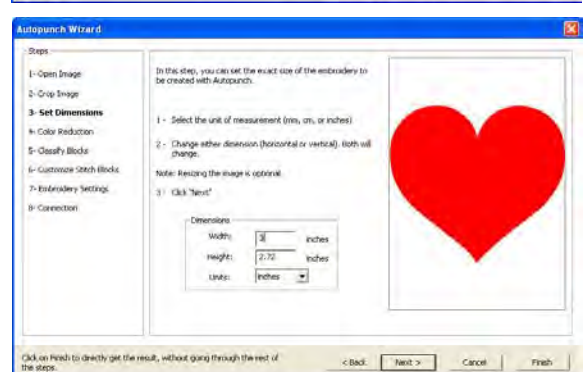 Autopunch Wizard
Steps
1- Open Image
2- Crop Image
3- Set Dimensions
4- Color Reduction
5- Classify Blocks
6- Customize Stitch Blocks
7- Embroidery Settings
8- Connection
In this step, you can set the exact size of the embroidery to
be created with Autopunch.
1 - Select the unit of measurement (mm, cm, or inches)
2 - Change either dimension (horizontal or vertical). Both will
change.
Note: Resizing the image is optional.
3 - Click "Next"
Dimensions
Width: 3 inches
Height: 2.72 inches
Units: inches
Click on Finish to directly get the result, without going through the rest of
the steps.
< Back
Next >
Cancel
Finish